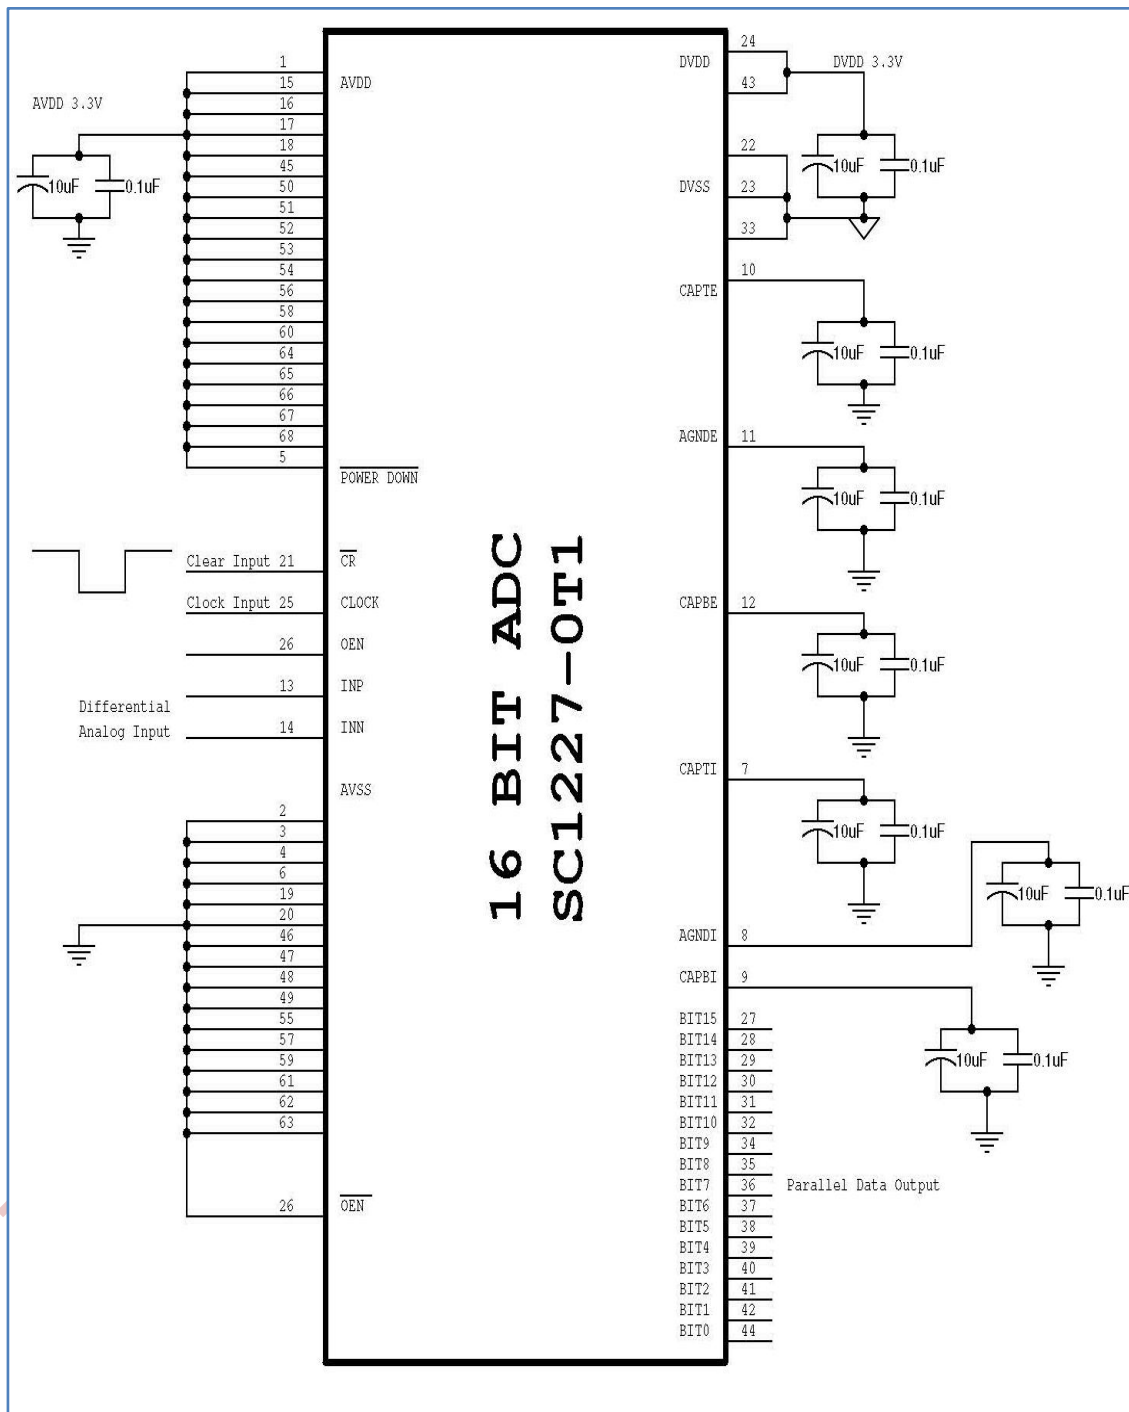 1
15
AVDD
16
AVDD 3.3V
17
18
45
10uF
0.1uF
50
51
52
53
54
56
58
60
64
65
66
67
68
5
POWER DOWN
Clear Input 21
CR
Clock Input 25
CLOCK
26
OEN
13
INP
Differential
Analog Input
14
INN
AVSS
2
3
4
6
19
20
46
47
48
49
55
57
59
61
62
63
26
OEN
16 BIT ADC
SC1227-0T1
24
DVDD
DVDD 3.3V
43
22
10uF
0.1uF
DVSS
23
33
10
CAPTE
10uF
0.1uF
AGNDE
11
10uF
0.1uF
CAPBE
12
10uF
0.1uF
CAPTI
7
10uF
0.1uF
10uF
0.1uF
AGNDI
8
CAPBI
9
10uF
0.1uF
BIT15 27
BIT14 28
BIT13 29
BIT12 30
BIT11 31
BIT10 32
BIT9 34
BIT8 35
BIT7 36
Parallel Data Output
BIT6 37
BIT5 38
BIT4 39
BIT3 40
BIT2 41
BIT1 42
BIT0 44